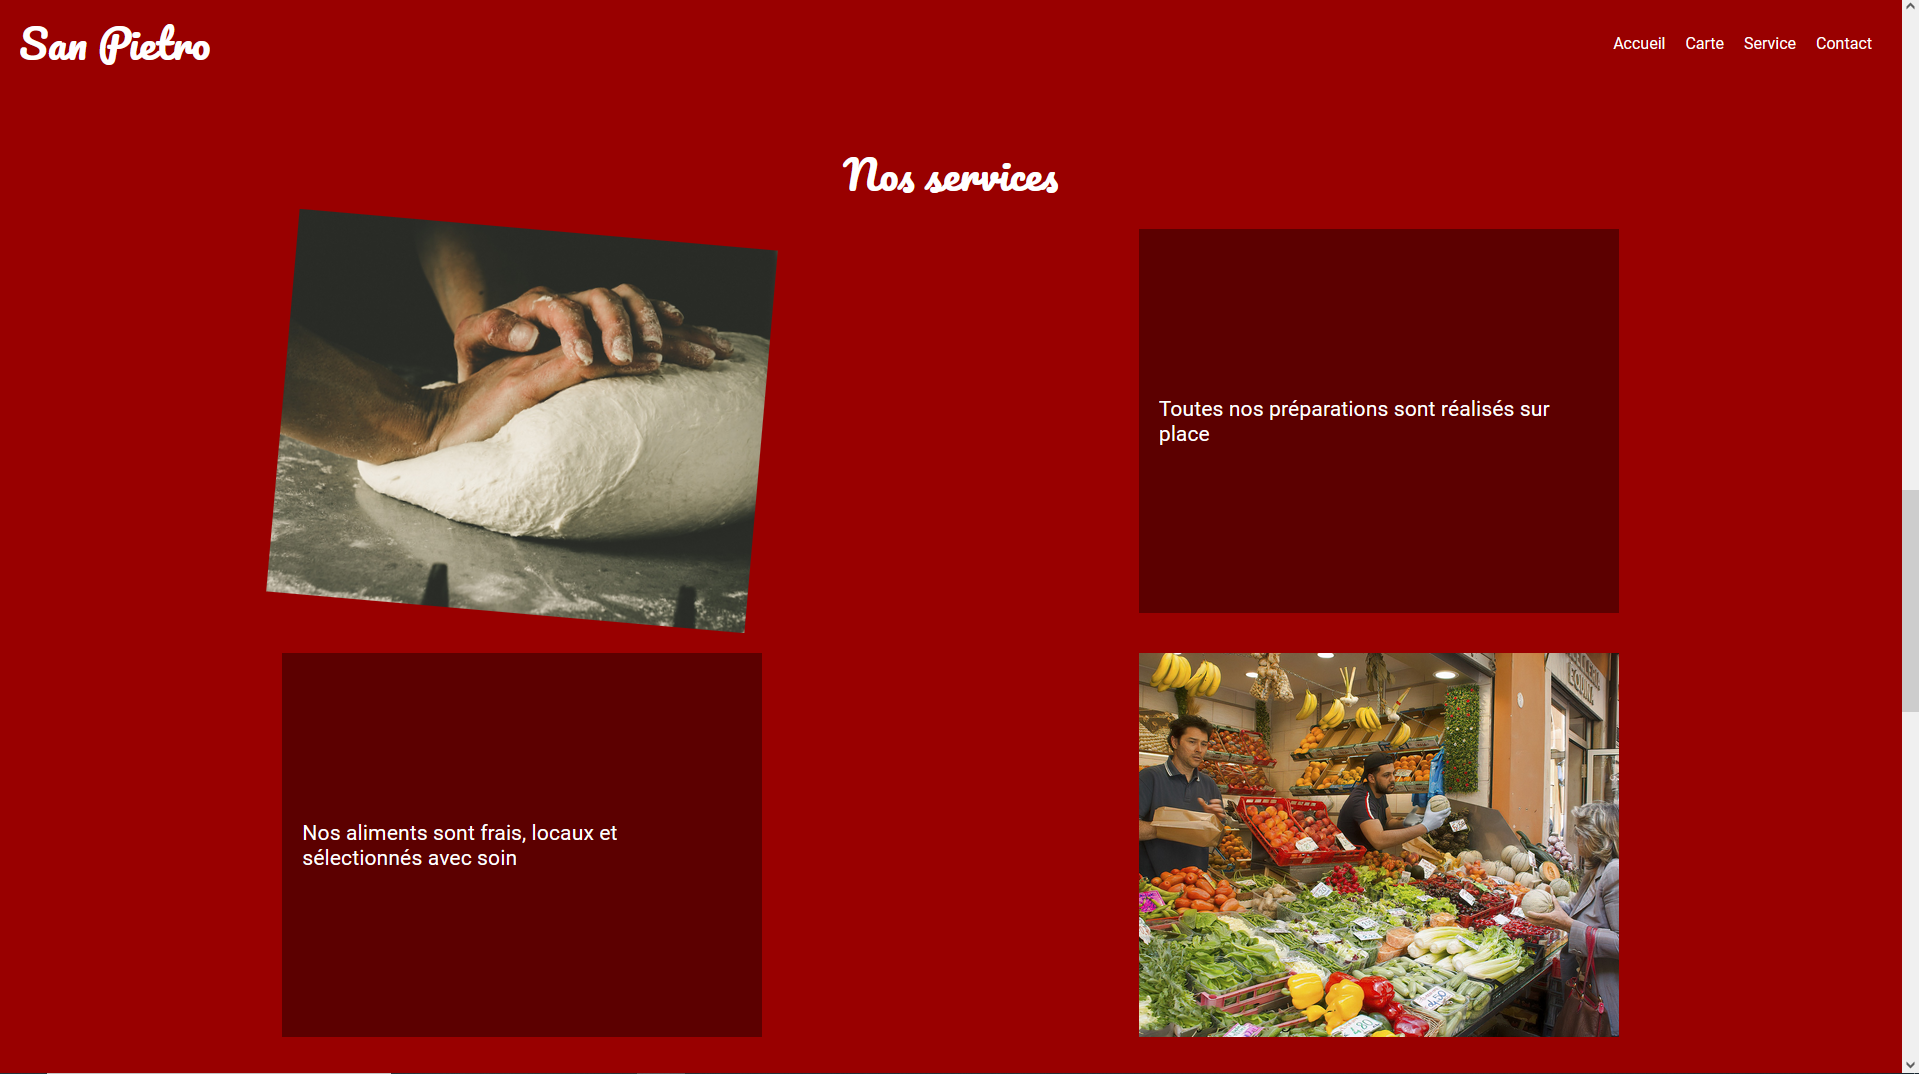 San Pietro
Accueil Carte Service Contact
Nos services
Toutes nos préparations sont réalisés sur
place
Nos aliments sont frais, locaux et
sélectionnés avec soin